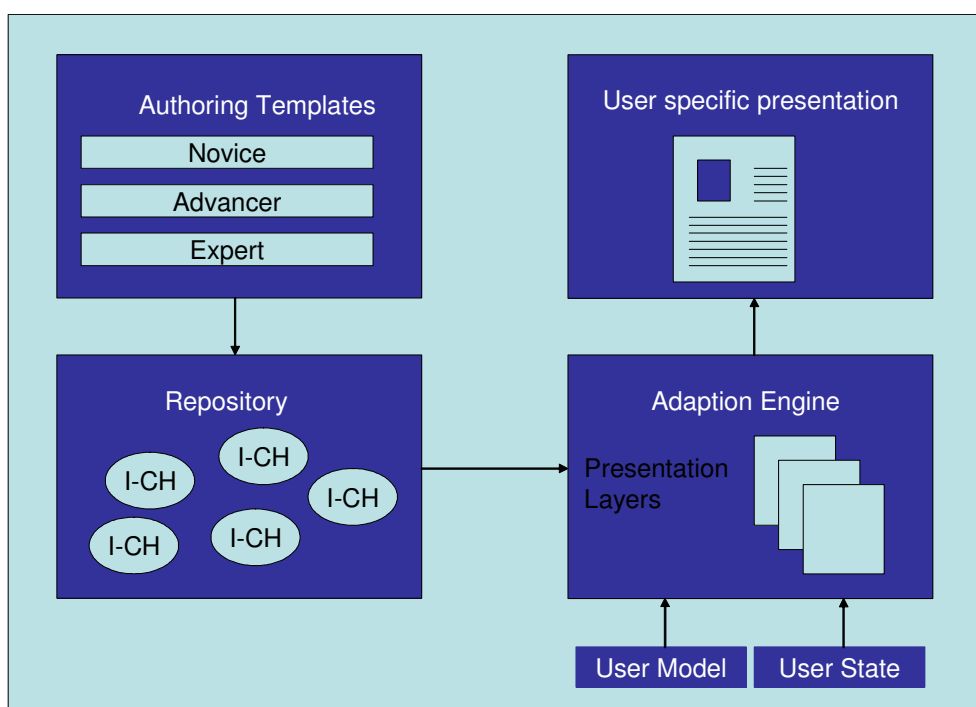 Authoring Templates
Novice
Advancer
Expert
User specific presentation
Repository
I-CH
I-CH
I-CH
I-CH
I-CH
Adaption Engine
Presentation
Layers
User Model
User State